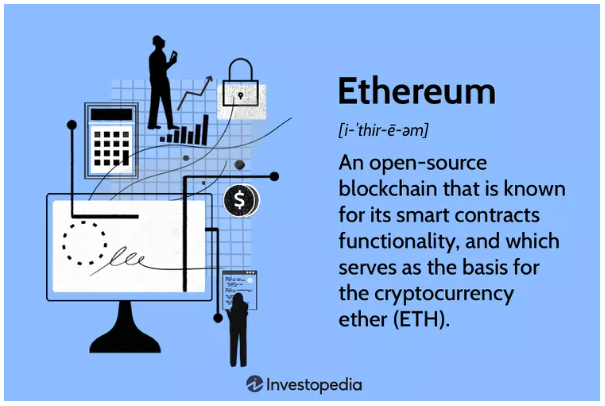 Ethereum
[i-ˈthir-ē-əm]
An open-source
blockchain that is known
for its smart contracts
functionality, and which
serves as the basis for
the cryptocurrency
ether (ETH).
$
Investopedia